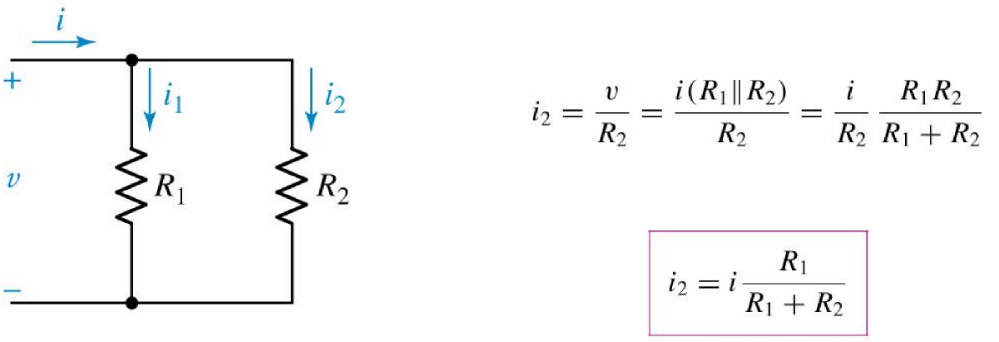 i
+
i₁
i₂
v
R₁
R₂
−
i₂ = v/R₂ = i(R₁∥R₂)/R₂ = i/R₂ R₁R₂/(R₁ + R₂)
i₂ = i R₁/(R₁ + R₂)